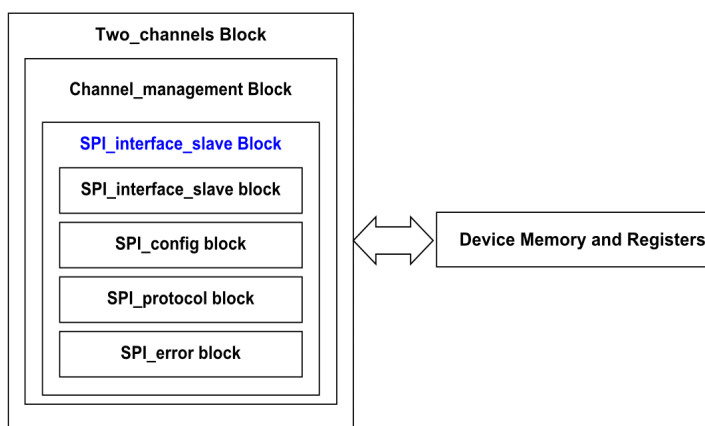 Two_channels Block
Channel_management Block
SPI_interface_slave Block
SPI_interface_slave block
SPI_config block
SPI_protocol block
SPI_error block
Device Memory and Registers